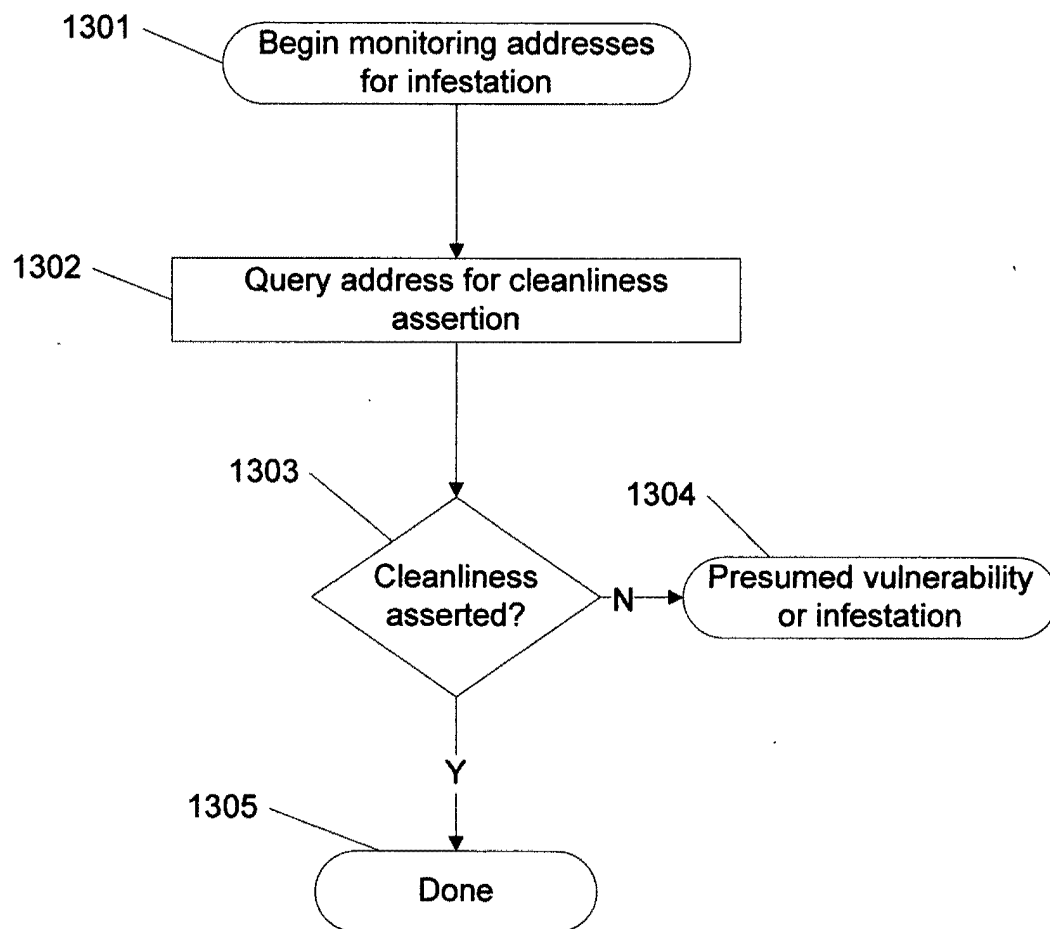 1301
Begin monitoring addresses
for infestation
1302
Query address for cleanliness
assertion
1303
1304
Cleanliness
asserted?
N
Presumed vulnerability
or infestation
Y
1305
Done